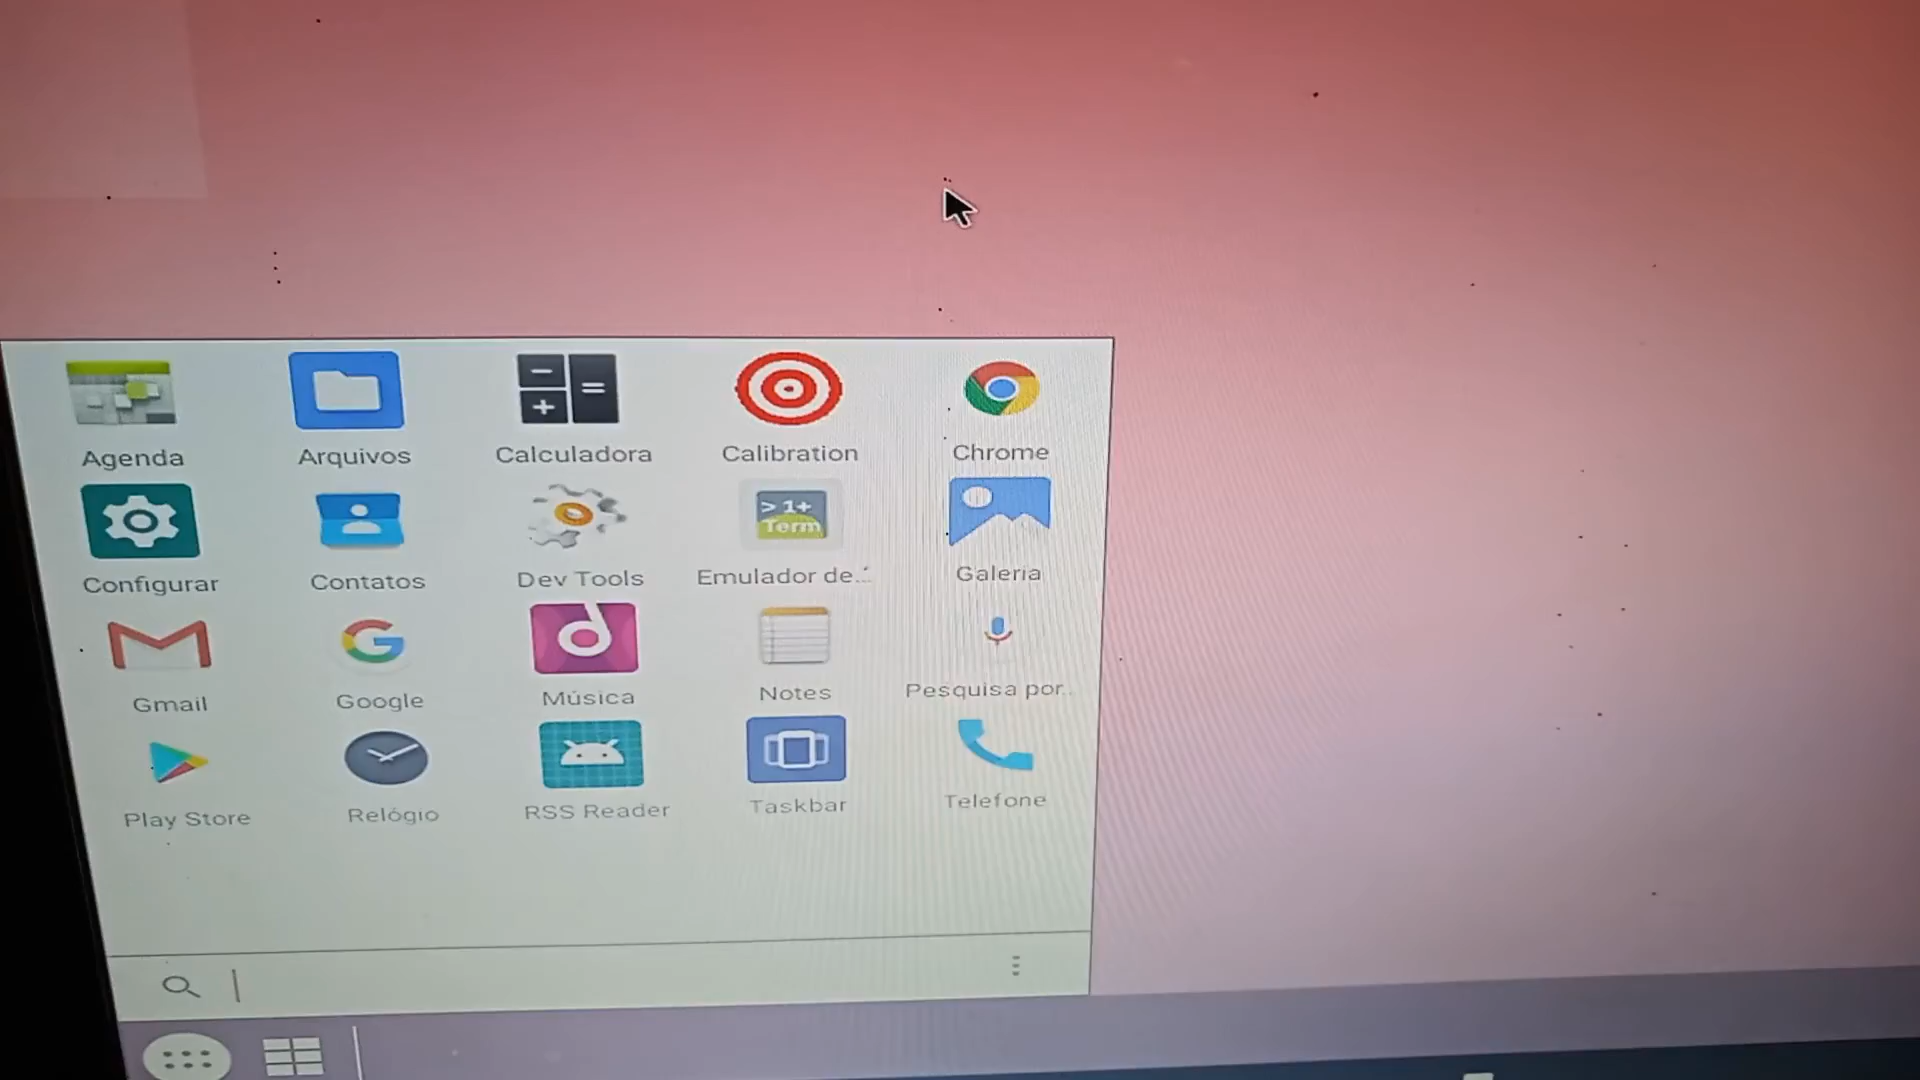 Agenda
Arquivos
Calculadora
Calibration
Chrome
Configurar
Contatos
Dev Tools
> 1+
Term
Emulador de...
Galeria
Gmail
Google
Música
Notes
Pesquisa por...
Play Store
Relógio
RSS Reader
Taskbar
Telefone